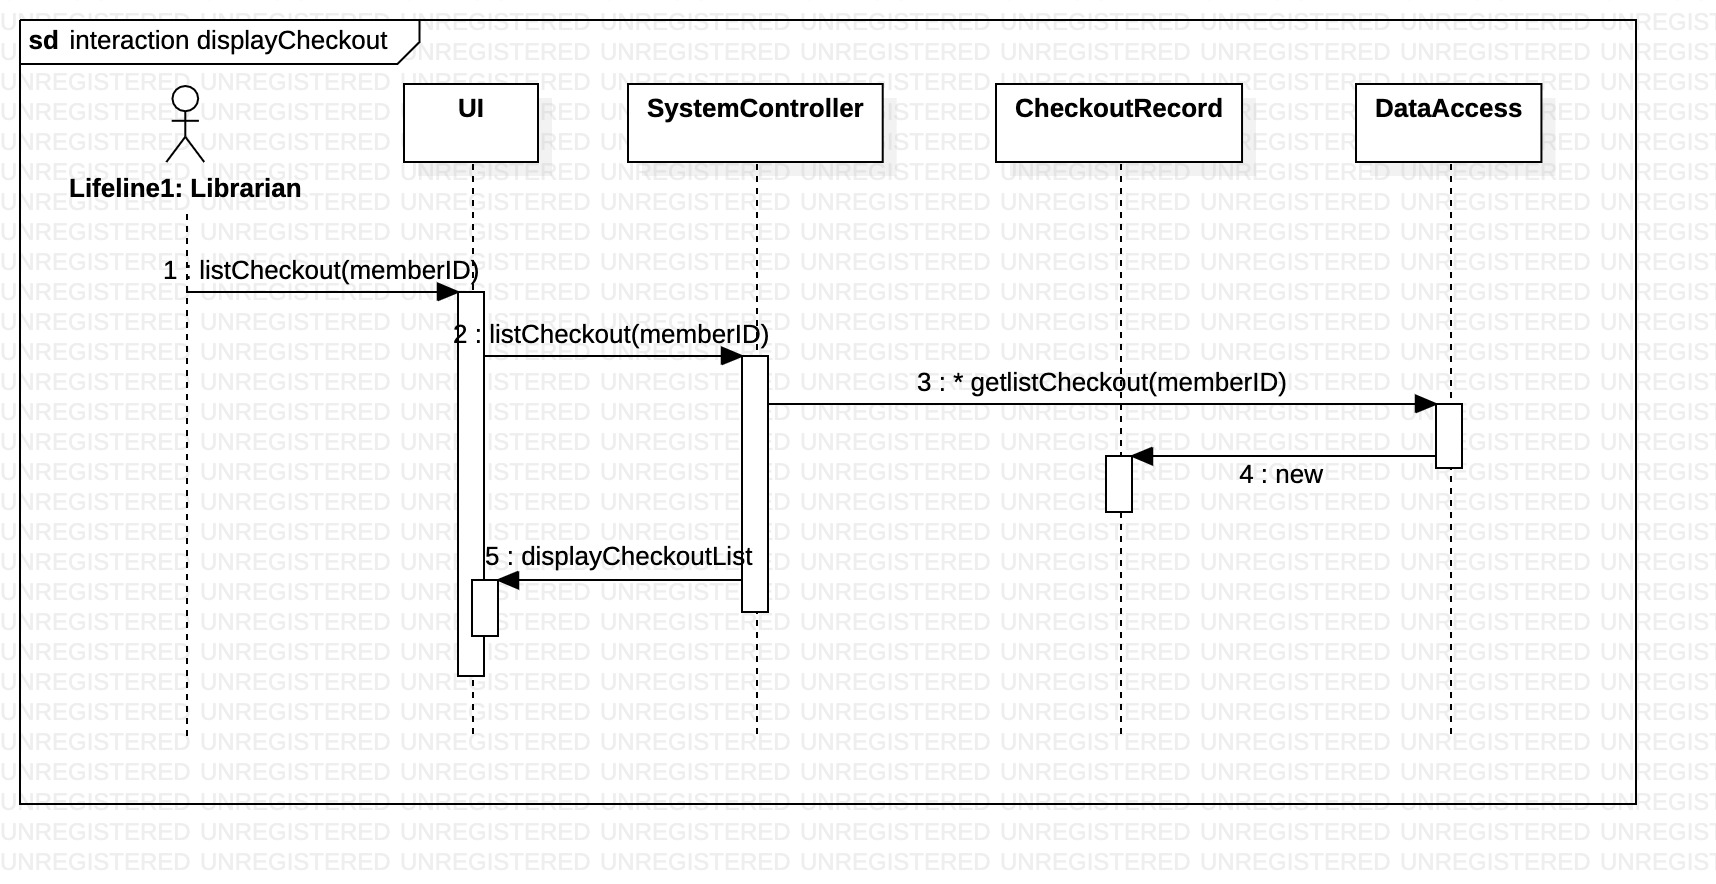 sd interaction displayCheckout
UI
SystemController
CheckoutRecord
DataAccess
Lifeline1: Librarian
1 : listCheckout(memberID)
2 : listCheckout(memberID)
3 : * getlistCheckout(memberID)
4 : new
5 : displayCheckoutList
UNREGISTERED